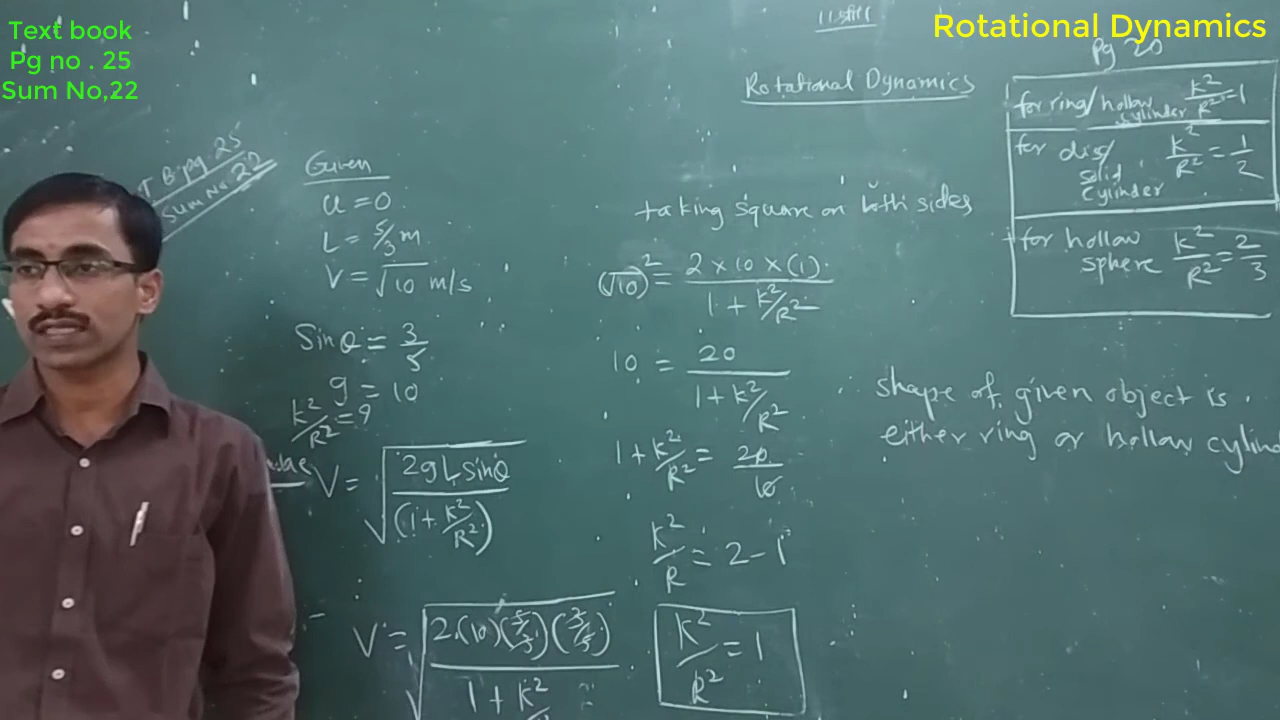 Text book
Pg no . 25
Sum No,22
Rotational Dynamics
Pg 20
Rotational Dynamics
for ring/hollow cylinder K²/R² = 1
for disc/ solid cylinder K²/R² = 1/2
for hollow sphere K²/R² = 2/3
T B pg 25
Sum No. 22
Given
u = 0
L = 5/3 m
V = √10 m/s
Sinθ = 3/5
g = 10
K²/R² = ?
V = √(2gLSinθ/(1 + K²/R²))
V = √(2.(10)(5/3)(3/5)/1 + K²/
taking square on both sides
(√10)² = 2 × 10 × (1)/1 + K²/R²
10 = 20/1 + K²/R²
1 + K²/R² = 20/10
K²/R = 2 - 1
K²/R² = 1
shape of given object is
either ring or hollow cylin